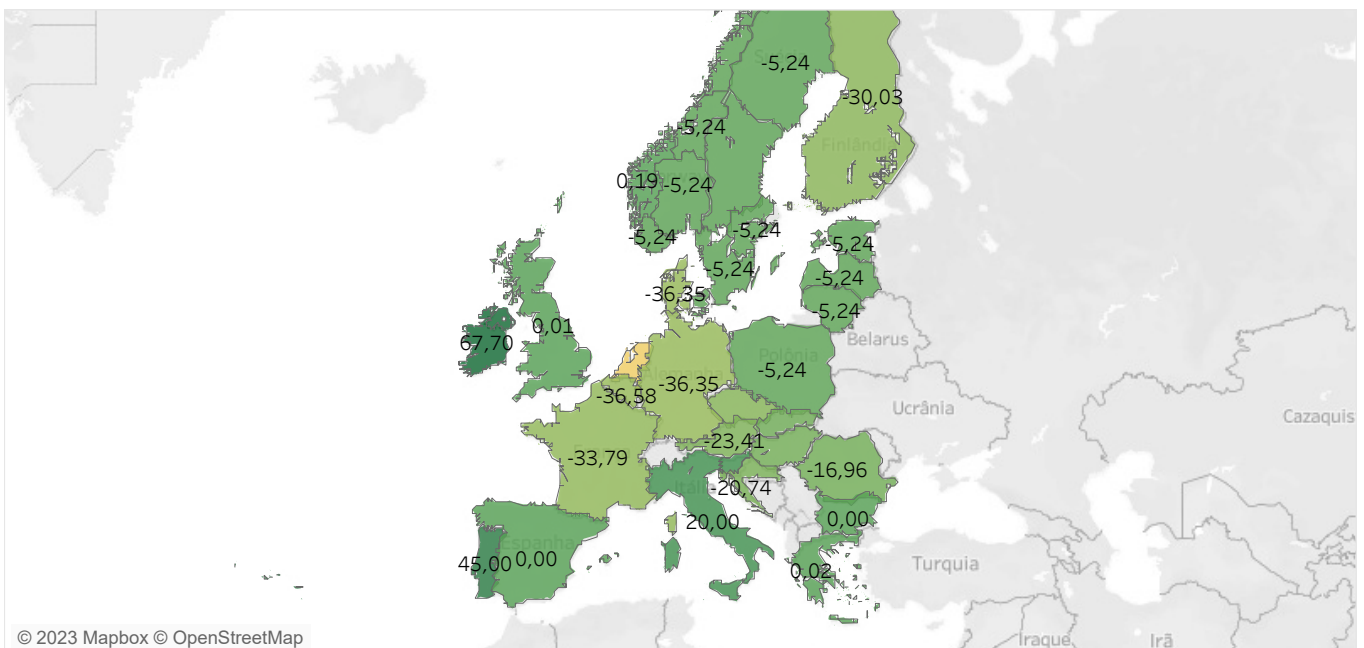 -5,24
-30,03
-5,24
Finlândia
0,19
-5,24
-5,24
-5,24
-5,24
-5,24
-5,24
-5,24
-36,35
0,01
67,70
Belarus
Polônia
-5,24
Alemanha
-36,35
-36,58
Ucrânia
Cazaquis
-23,41
-33,79
-16,96
Itália
-20,74
20,00
0,00
Espanha
45,00
0,00
0,02
Turquia
© 2023 Mapbox © OpenStreetMap
Iraque
Irã